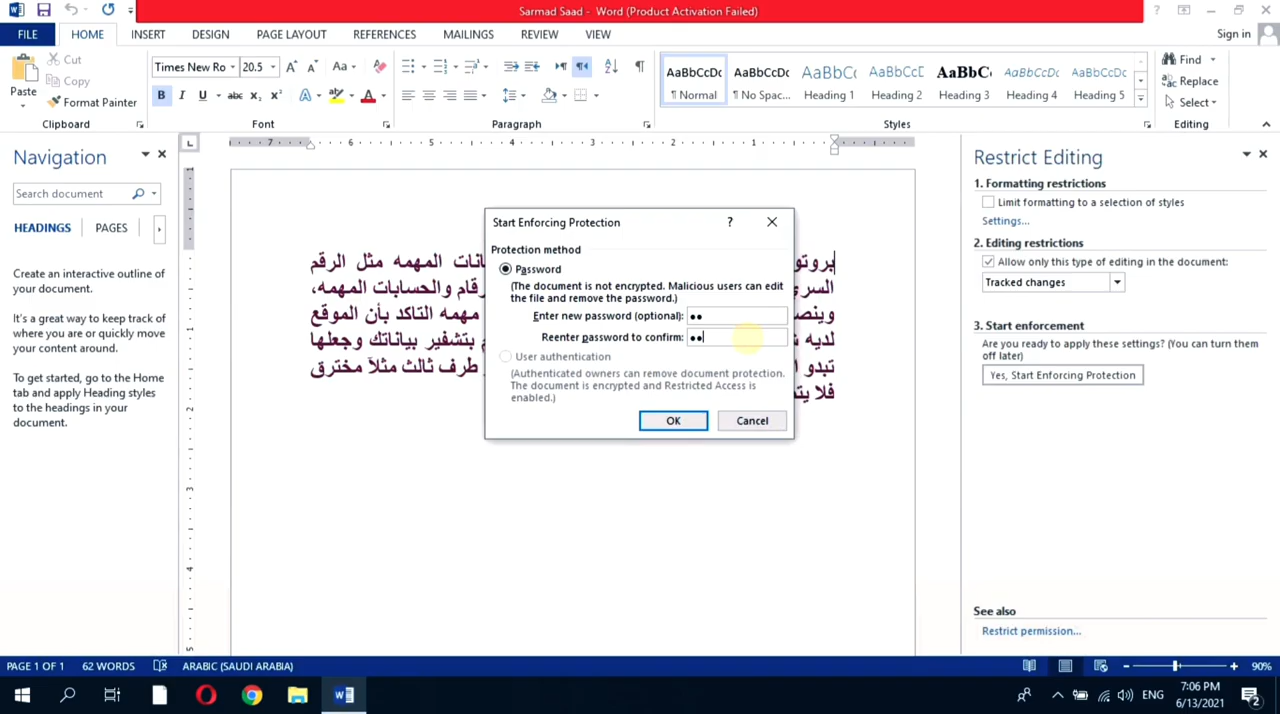 Sarmad Saad - Word (Product Activation Failed)
FILE HOME INSERT DESIGN PAGE LAYOUT REFERENCES MAILINGS REVIEW VIEW Sign in
Paste
Cut
Copy
Format Painter
Clipboard
Times New Ro 20.5
Font
Paragraph
AaBbCcDc AaBbCcDc AaBbC( AaBbCcE AaBbC( AaBbCcDc AaBbCcDc
¶ Normal ¶ No Spac... Heading 1 Heading 2 Heading 3 Heading 4 Heading 5
Styles
Find
Replace
Select
Editing
Navigation
Search document
HEADINGS PAGES
Create an interactive outline of
your document.
It's a great way to keep track of
where you are or quickly move
your content around.
To get started, go to the Home
tab and apply Heading styles
to the headings in your
document.
7 6 5 4 3 2 1
المهمه مثل الرقم
والحسابات المهمه،
مهمه التاكد بأن الموقع
بتشفير بياناتك وجعلها
طرف ثالث مثلاً مخترق
Start Enforcing Protection
Protection method
Password
(The document is not encrypted. Malicious users can edit
the file and remove the password.)
Enter new password (optional): ••
Reenter password to confirm: ••
User authentication
(Authenticated owners can remove document protection.
The document is encrypted and Restricted Access is
enabled.)
OK Cancel
Restrict Editing
1. Formatting restrictions
Limit formatting to a selection of styles
Settings...
2. Editing restrictions
Allow only this type of editing in the document:
Tracked changes
3. Start enforcement
Are you ready to apply these settings? (You can turn them
off later)
Yes, Start Enforcing Protection
See also
Restrict permission...
PAGE 1 OF 1 62 WORDS ARABIC (SAUDI ARABIA) 90%
ENG
7:06 PM
6/13/2021
2